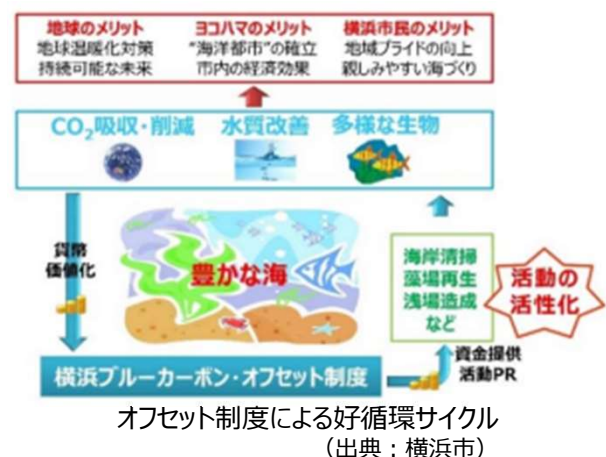 地球のメリット
地球温暖化対策
持続可能な未来
ヨコハマのメリット
“海洋都市”の確立
市内の経済効果
横浜市民のメリット
地域プライドの向上
親しみやすい海づくり
CO₂吸収・削減
水質改善
多様な生物
貨幣
価値化
豊かな海
海岸清掃
藻場再生
浅場造成
など
活動の
活性化
横浜ブルーカーボン・オフセット制度
資金提供
活動PR
オフセット制度による好循環サイクル
（出典：横浜市）